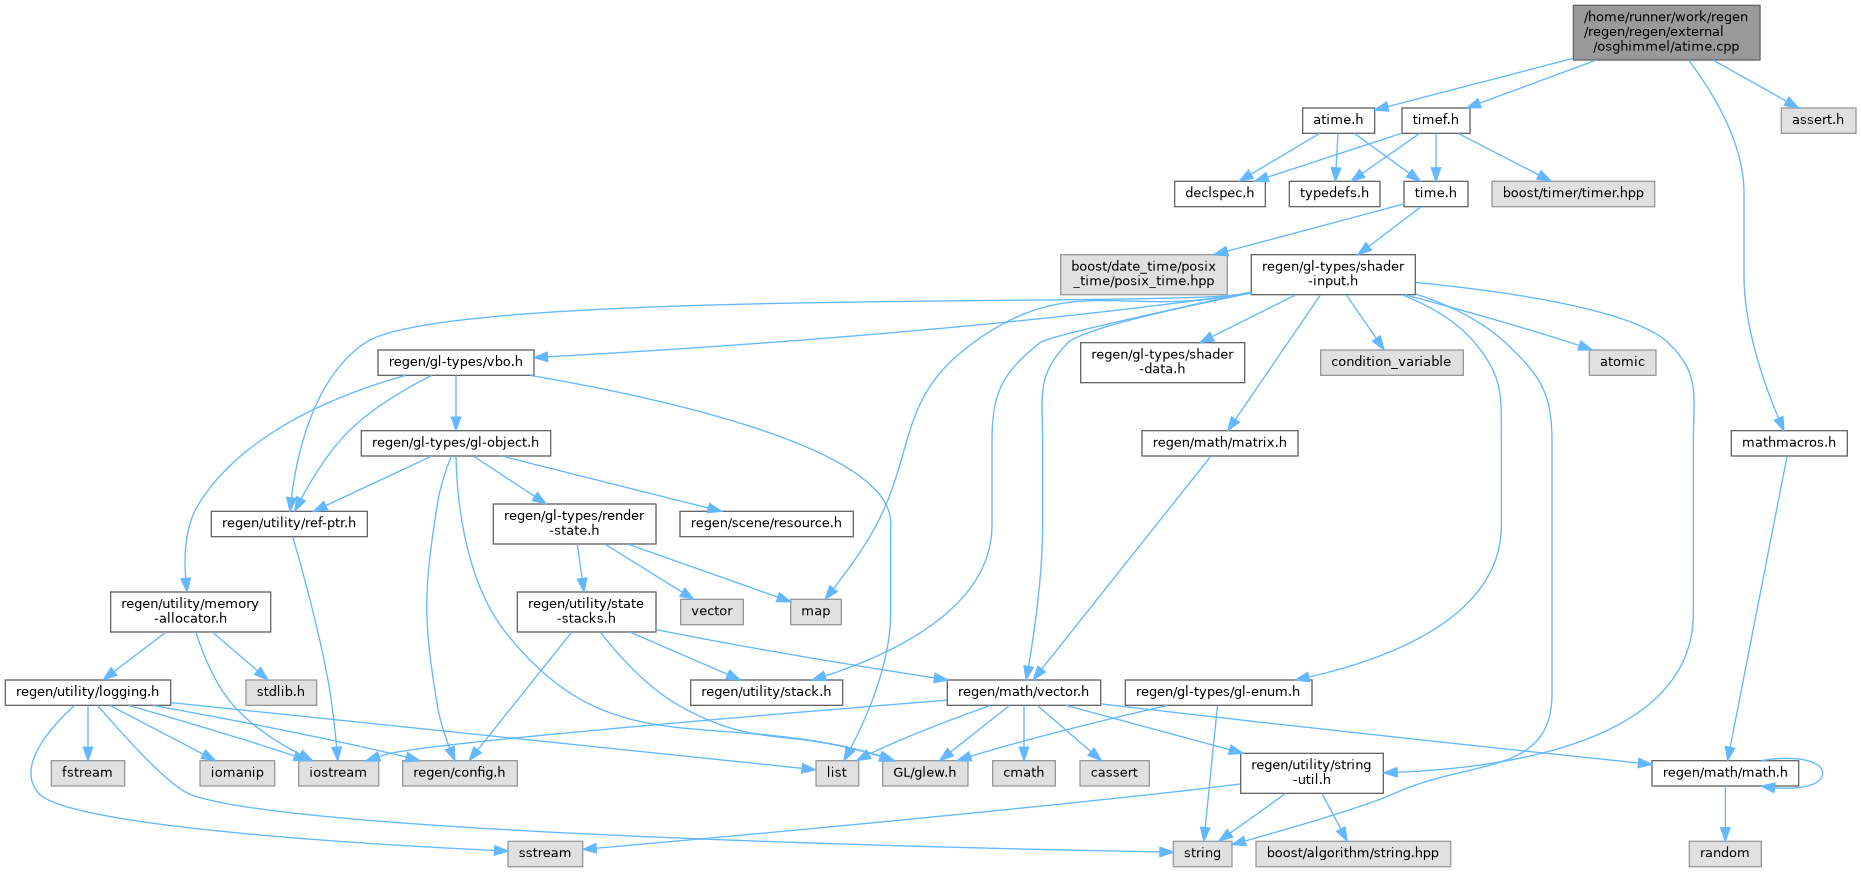 /home/runner/work/regen
/regen/regen/external
/osghimmel/atime.cpp
atime.h
timef.h
assert.h
declspec.h
typedefs.h
time.h
boost/timer/timer.hpp
boost/date_time/posix
_time/posix_time.hpp
regen/gl-types/shader
-input.h
regen/gl-types/vbo.h
regen/gl-types/shader
-data.h
condition_variable
atomic
regen/gl-types/gl-object.h
regen/math/matrix.h
mathmacros.h
regen/utility/ref-ptr.h
regen/gl-types/render
-state.h
regen/scene/resource.h
regen/utility/memory
-allocator.h
regen/utility/state
-stacks.h
vector
map
regen/utility/logging.h
stdlib.h
regen/utility/stack.h
regen/math/vector.h
regen/gl-types/gl-enum.h
fstream
iomanip
iostream
regen/config.h
list
GL/glew.h
cmath
cassert
regen/utility/string
-util.h
regen/math/math.h
sstream
string
boost/algorithm/string.hpp
random